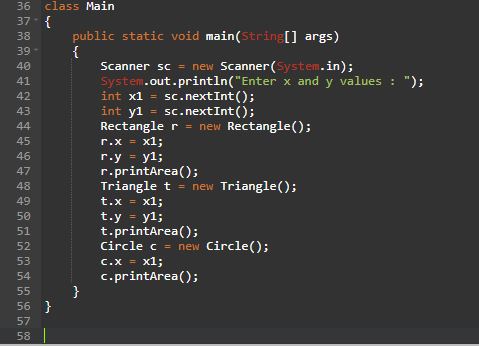 36 class Main
37 {
38 public static void main(String[] args)
39 {
40 Scanner sc = new Scanner(System.in);
41 System.out.println("Enter x and y values : ");
42 int x1 = sc.nextInt();
43 int y1 = sc.nextInt();
44 Rectangle r = new Rectangle();
45 r.x = x1;
46 r.y = y1;
47 r.printArea();
48 Triangle t = new Triangle();
49 t.x = x1;
50 t.y = y1;
51 t.printArea();
52 Circle c = new Circle();
53 c.x = x1;
54 c.printArea();
55 }
56 }
57
58